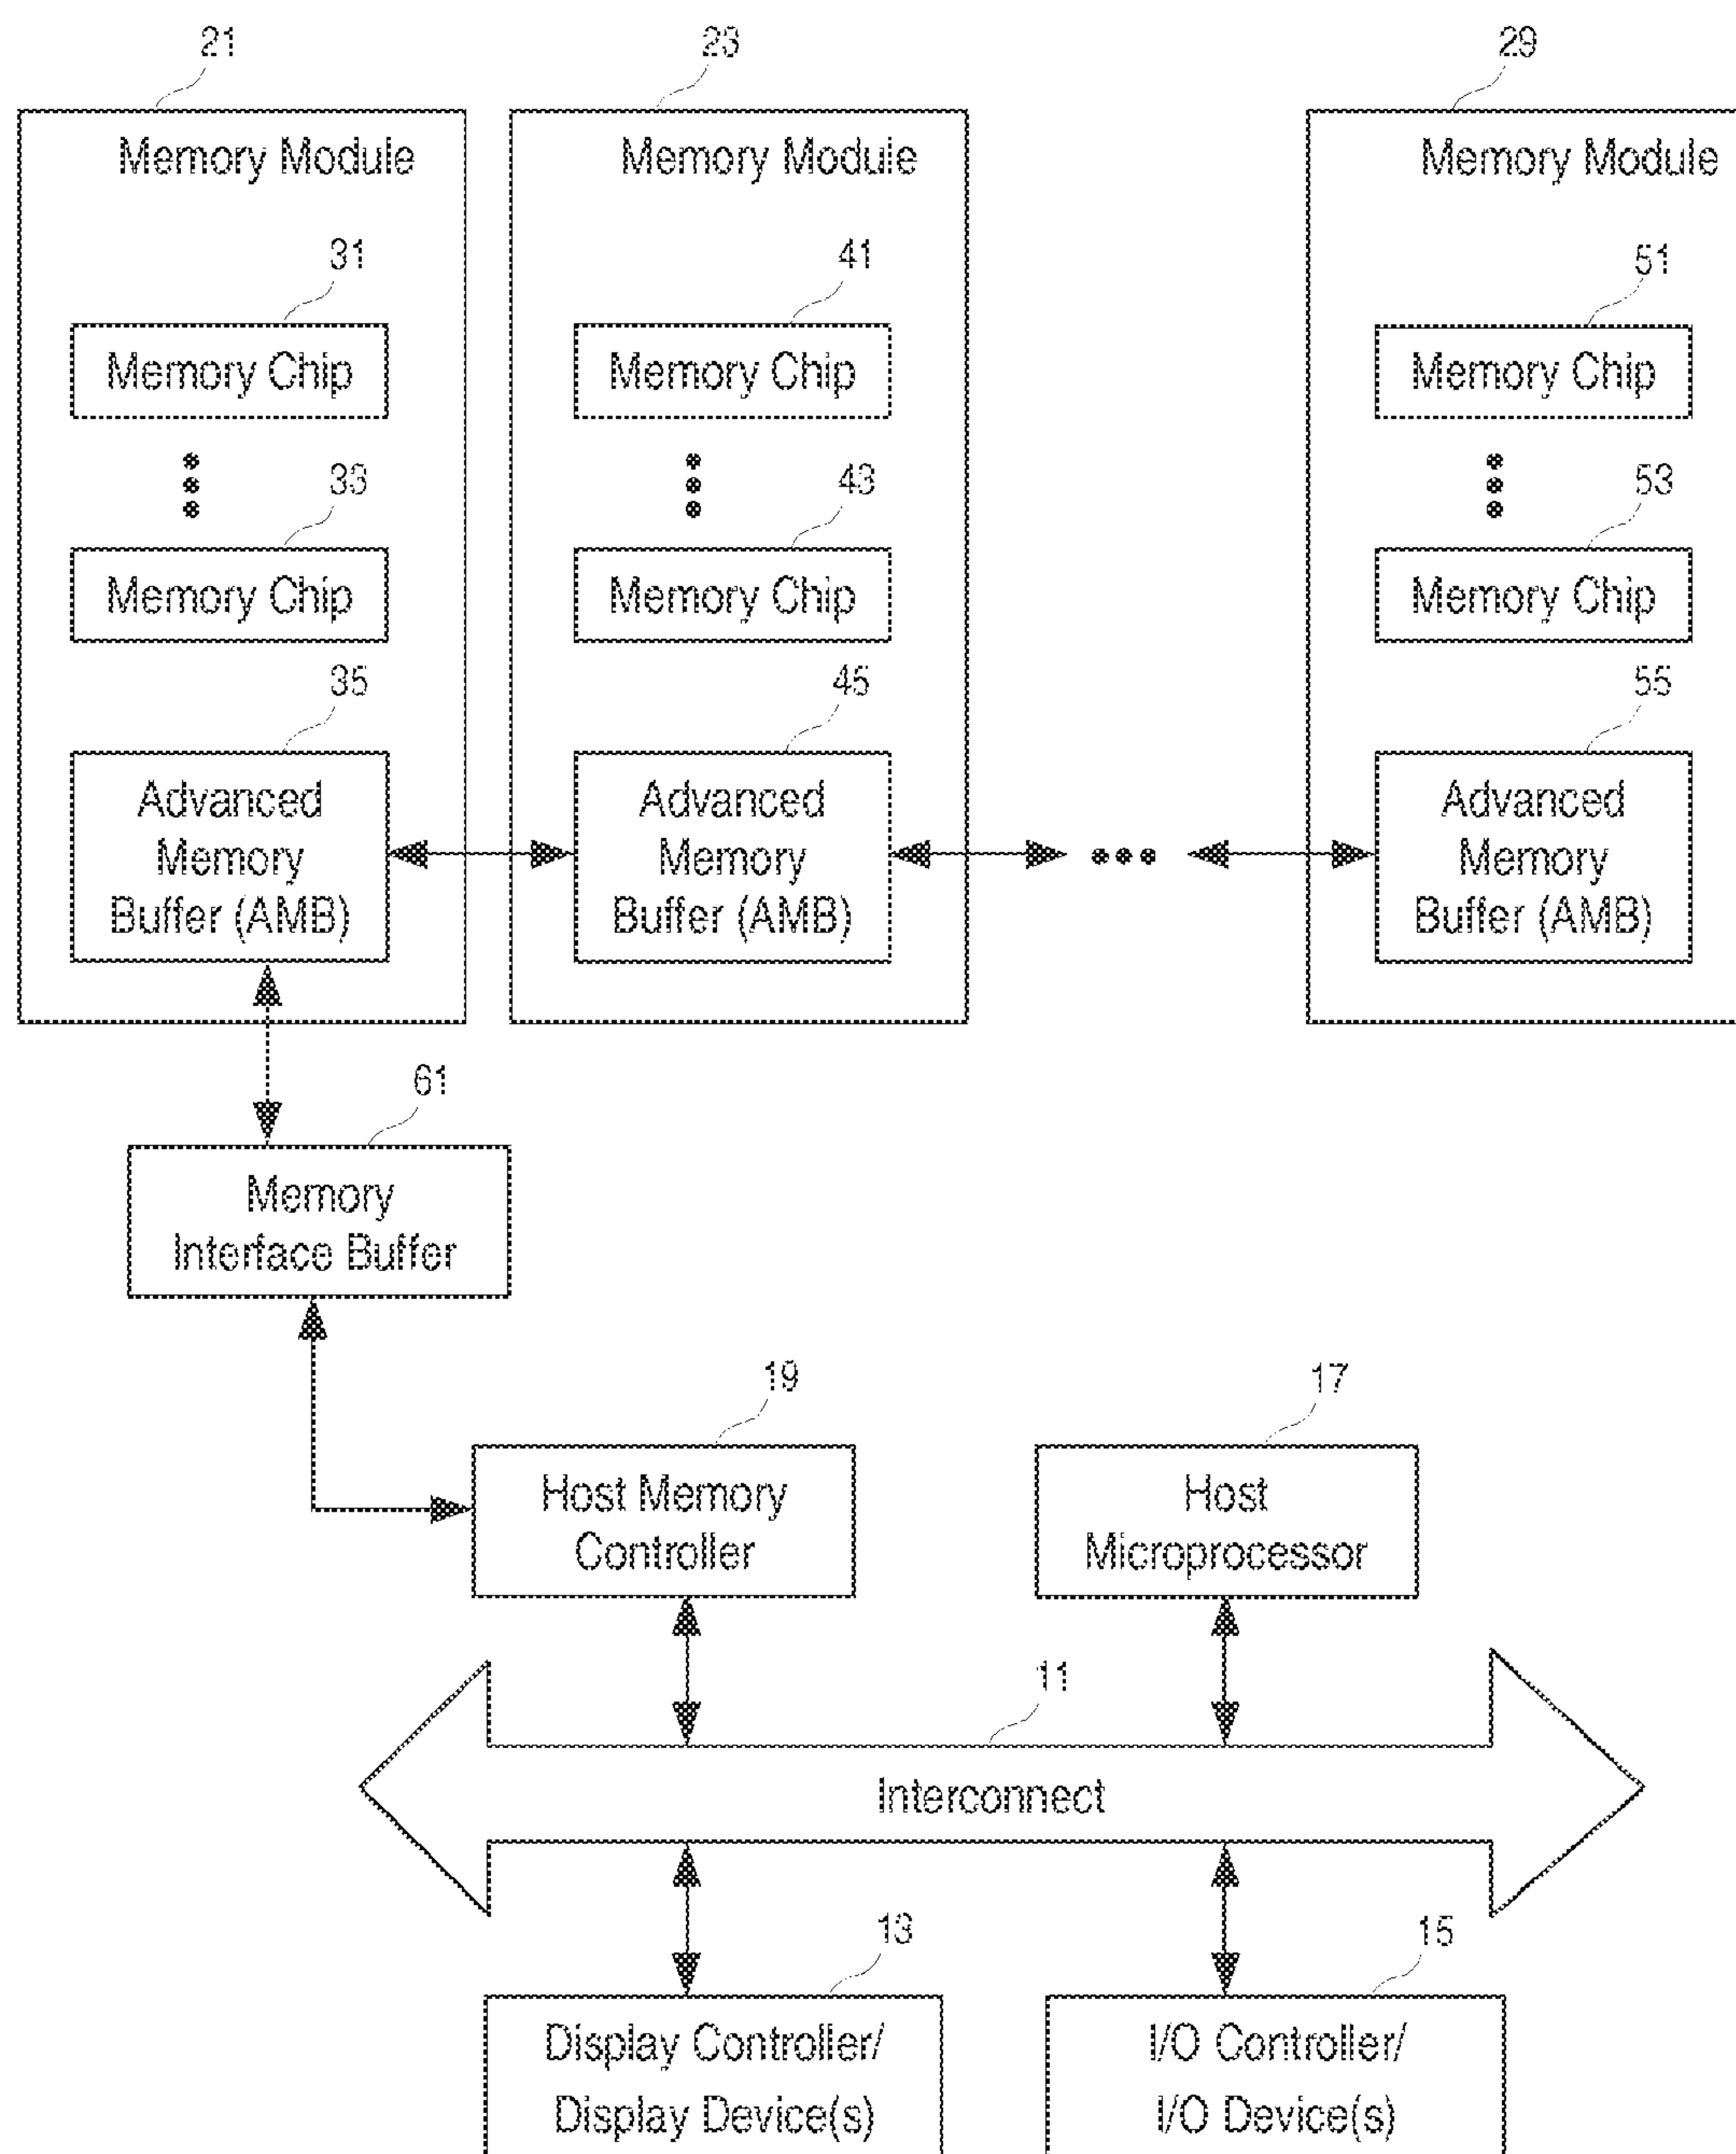 21
23
29
Memory Module
Memory Module
Memory Module
31
41
51
Memory Chip
Memory Chip
Memory Chip
33
43
53
Memory Chip
Memory Chip
Memory Chip
35
45
55
Advanced
Memory
Buffer (AMB)
Advanced
Memory
Buffer (AMB)
Advanced
Memory
Buffer (AMB)
61
Memory
Interface Buffer
19
17
Host Memory
Controller
Host
Microprocessor
11
Interconnect
13
15
Display Controller/
Display Device(s)
I/O Controller/
I/O Device(s)